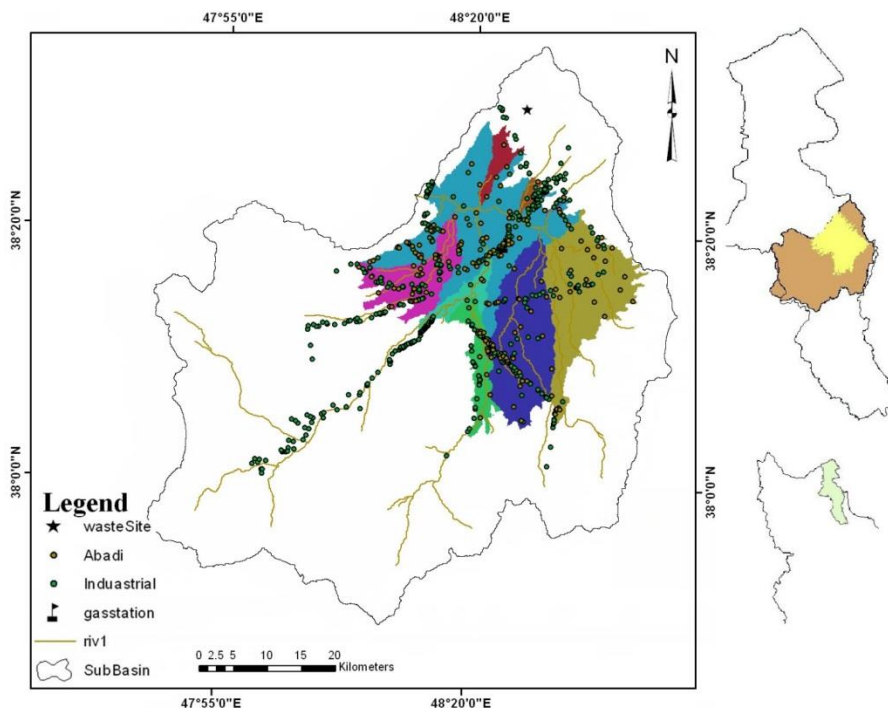 47°55'0"E 48°20'0"E
N
38°20'0"N
38°20'0"N
38°0'0"N
38°0'0"N
Legend
wasteSite
Abadi
Induastrial
gasstation
riv1
SubBasin
0 2.5 5 10 15 20
Kilometers
47°55'0"E 48°20'0"E